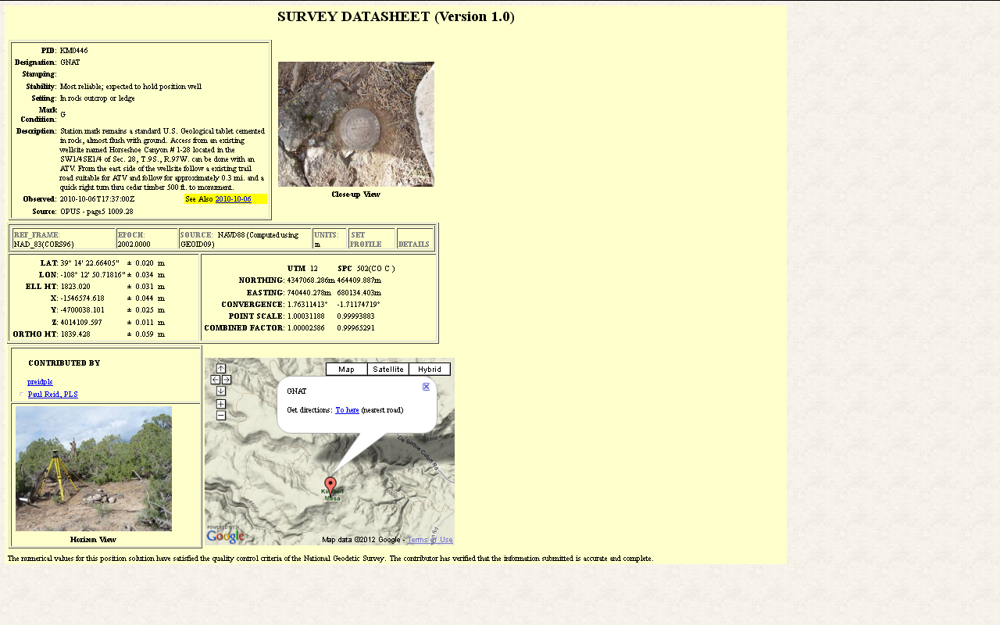 SURVEY DATASHEET (Version 1.0)
PID: KM0446
Designation: GNAT
Stamping:
Stability: Most reliable; expected to hold position well
Setting: In rock outcrop or ledge
Mark Condition: G
Description: Station mark remains a standard U.S. Geological tablet cemented
in rock, almost flush with ground. Access from an existing
wellsite named Horseshoe Canyon # 1-28 located in the
SW1/4SE1/4 of Sec. 28, T.9S., R.97W. can be done with an
ATV. From the east side of the wellsite follow a existing trail
road suitable for ATV and follow for approximately 0.3 mi. and a
quick right turn thru cedar timber 500 ft. to monument.
Observed: 2010-10-06T17:37:00Z See Also 2010-10-06
Source: OPUS - page5 1009.28
Close-up View
REF_FRAME: NAD_83(CORS96)
EPOCH: 2002.0000
SOURCE: NAVD88 (Computed using GEOID09)
UNITS: m
SET PROFILE
DETAILS
LAT: 39° 14' 22.66405" ± 0.020 m
LON: -108° 12' 50.71816" ± 0.034 m
ELL HT: 1823.020 ± 0.031 m
X: -1546574.618 ± 0.044 m
Y: -4700038.101 ± 0.025 m
Z: 4014109.597 ± 0.011 m
ORTHO HT: 1839.428 ± 0.059 m
UTM 12 SPC 502(CO C )
NORTHING: 4347068.286m 464409.887m
EASTING: 740440.278m 680134.403m
CONVERGENCE: 1.76311413° -1.71174719°
POINT SCALE: 1.00031188 0.99993883
COMBINED FACTOR: 1.00002586 0.99965291
CONTRIBUTED BY
preidpls
Paul Reid, PLS
Horizon View
Map Satellite Hybrid
GNAT
Get directions: To here (nearest road)
De Beque Cutoff Rd
Kimball
Mesa
POWERED BY
Google
Map data ©2012 Google - Terms of Use
The numerical values for this position solution have satisfied the quality control criteria of the National Geodetic Survey. The contributor has verified that the information submitted is accurate and complete.